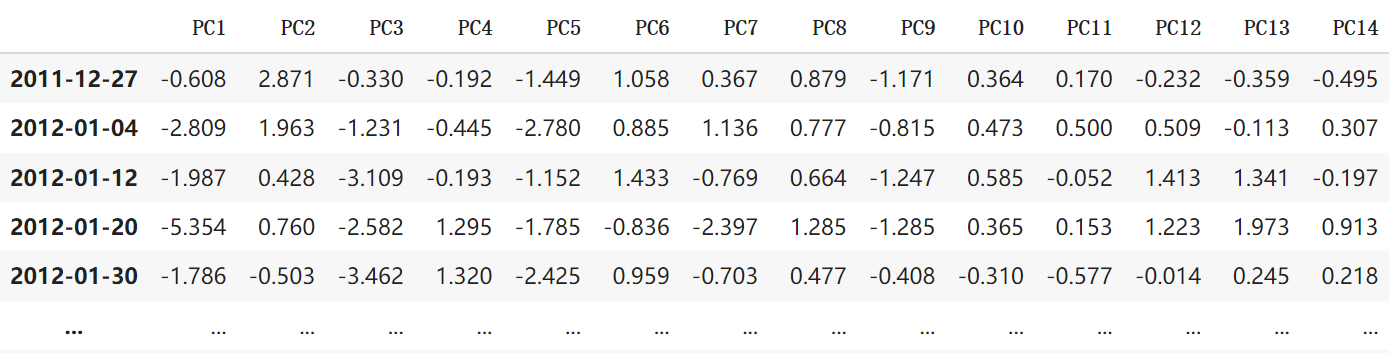 PC1 PC2 PC3 PC4 PC5 PC6 PC7 PC8 PC9 PC10 PC11 PC12 PC13 PC14
2011-12-27 -0.608 2.871 -0.330 -0.192 -1.449 1.058 0.367 0.879 -1.171 0.364 0.170 -0.232 -0.359 -0.495
2012-01-04 -2.809 1.963 -1.231 -0.445 -2.780 0.885 1.136 0.777 -0.815 0.473 0.500 0.509 -0.113 0.307
2012-01-12 -1.987 0.428 -3.109 -0.193 -1.152 1.433 -0.769 0.664 -1.247 0.585 -0.052 1.413 1.341 -0.197
2012-01-20 -5.354 0.760 -2.582 1.295 -1.785 -0.836 -2.397 1.285 -1.285 0.365 0.153 1.223 1.973 0.913
2012-01-30 -1.786 -0.503 -3.462 1.320 -2.425 0.959 -0.703 0.477 -0.408 -0.310 -0.577 -0.014 0.245 0.218
... ... ... ... ... ... ... ... ... ... ... ... ... ... ...